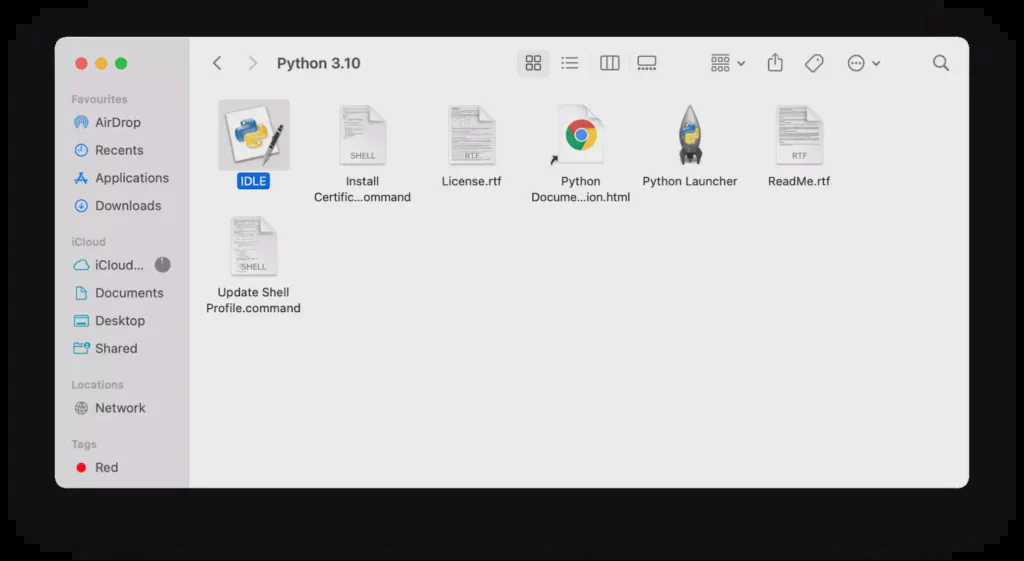 Python 3.10
Favourites
AirDrop
Recents
Applications
Downloads
iCloud
iCloud...
Documents
Desktop
Shared
Locations
Network
Tags
Red
SHELL
RTF
RTF
IDLE
Install
Certific...ommand
License.rtf
Python
Docume...ion.html
Python Launcher
ReadMe.rtf
SHELL
Update Shell
Profile.command